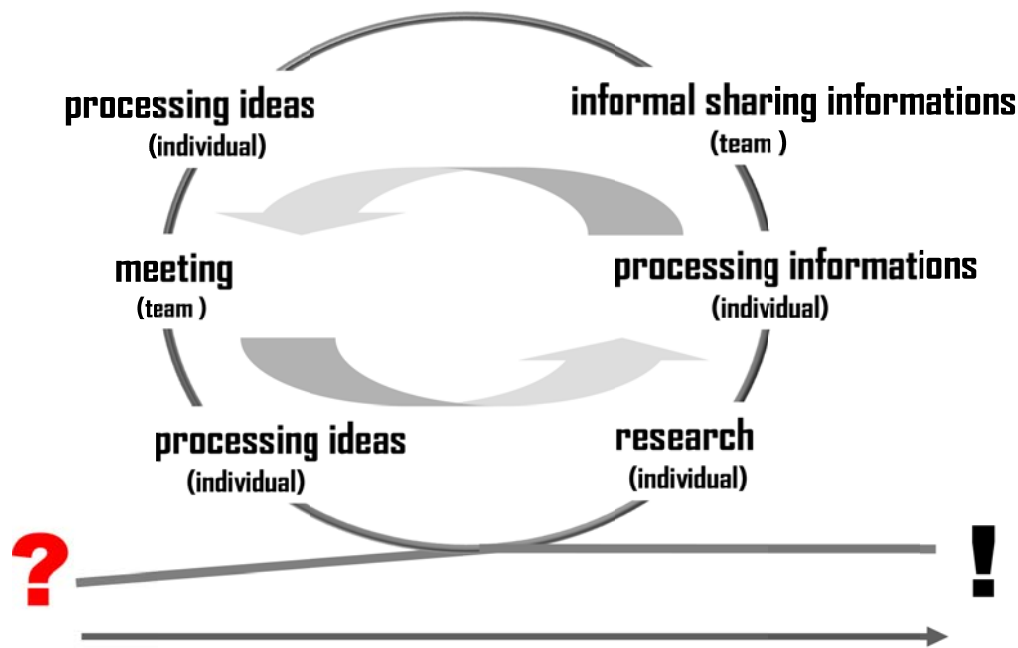 processing ideas
(individual)
informal sharing informations
(team )
meeting
(team )
processing informations
(individual)
processing ideas
(individual)
research
(individual)
?
!